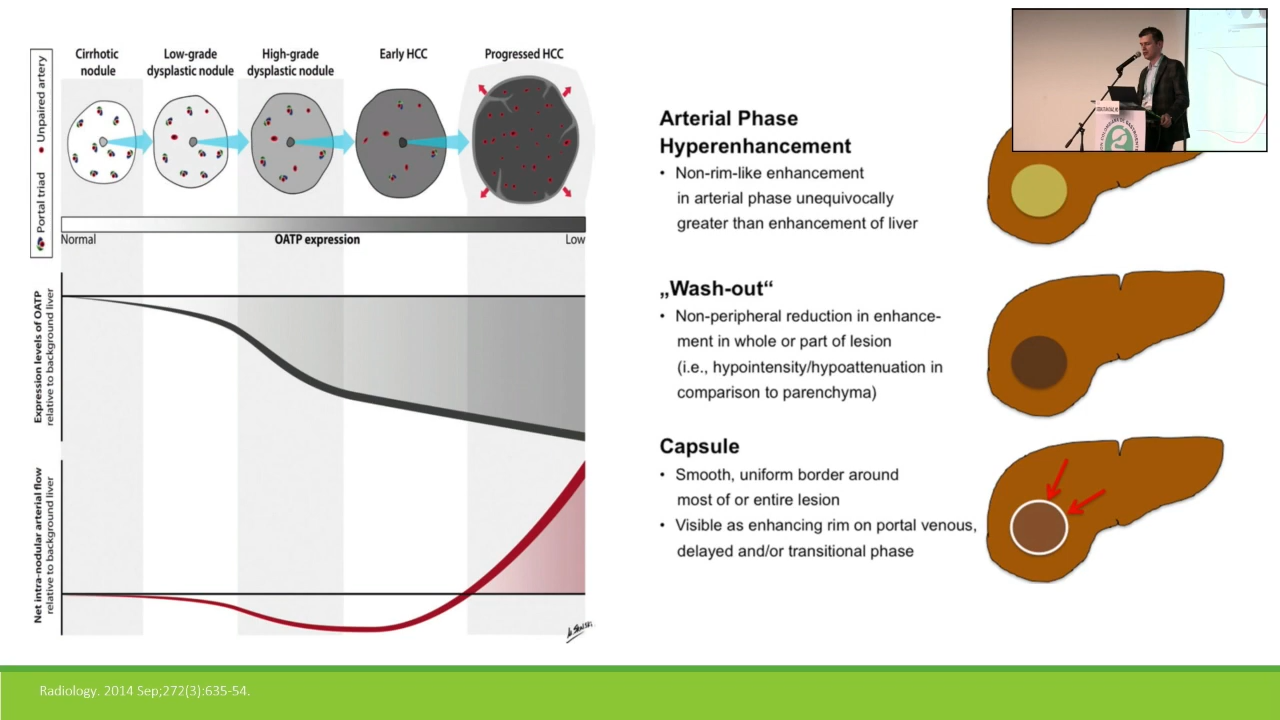 Cirrhotic
nodule
Low-grade
dysplastic nodule
High-grade
dysplastic nodule
Early HCC
Progressed HCC
Portal triad
Unpaired artery
Normal
OATP expression
Low
Expression levels of OATP
relative to background liver
Net intra-nodular arterial flow
relative to background liver
Arterial Phase
Hyperenhancement
• Non-rim-like enhancement
in arterial phase unequivocally
greater than enhancement of liver
„Wash-out“
• Non-peripheral reduction in enhance-
ment in whole or part of lesion
(i.e., hypointensity/hypoattenuation in
comparison to parenchyma)
Capsule
• Smooth, uniform border around
most of or entire lesion
• Visible as enhancing rim on portal venous,
delayed and/or transitional phase
Radiology. 2014 Sep;272(3):635-54.